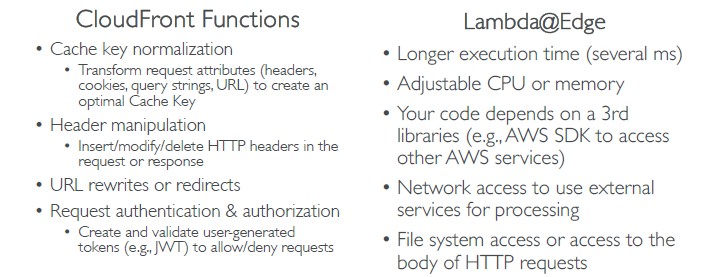 CloudFront Functions
• Cache key normalization
• Transform request attributes (headers,
cookies, query strings, URL) to create an
optimal Cache Key
• Header manipulation
• Insert/modify/delete HTTP headers in the
request or response
• URL rewrites or redirects
• Request authentication & authorization
• Create and validate user-generated
tokens (e.g., JWT) to allow/deny requests
Lambda@Edge
• Longer execution time (several ms)
• Adjustable CPU or memory
• Your code depends on a 3rd
libraries (e.g., AWS SDK to access
other AWS services)
• Network access to use external
services for processing
• File system access or access to the
body of HTTP requests